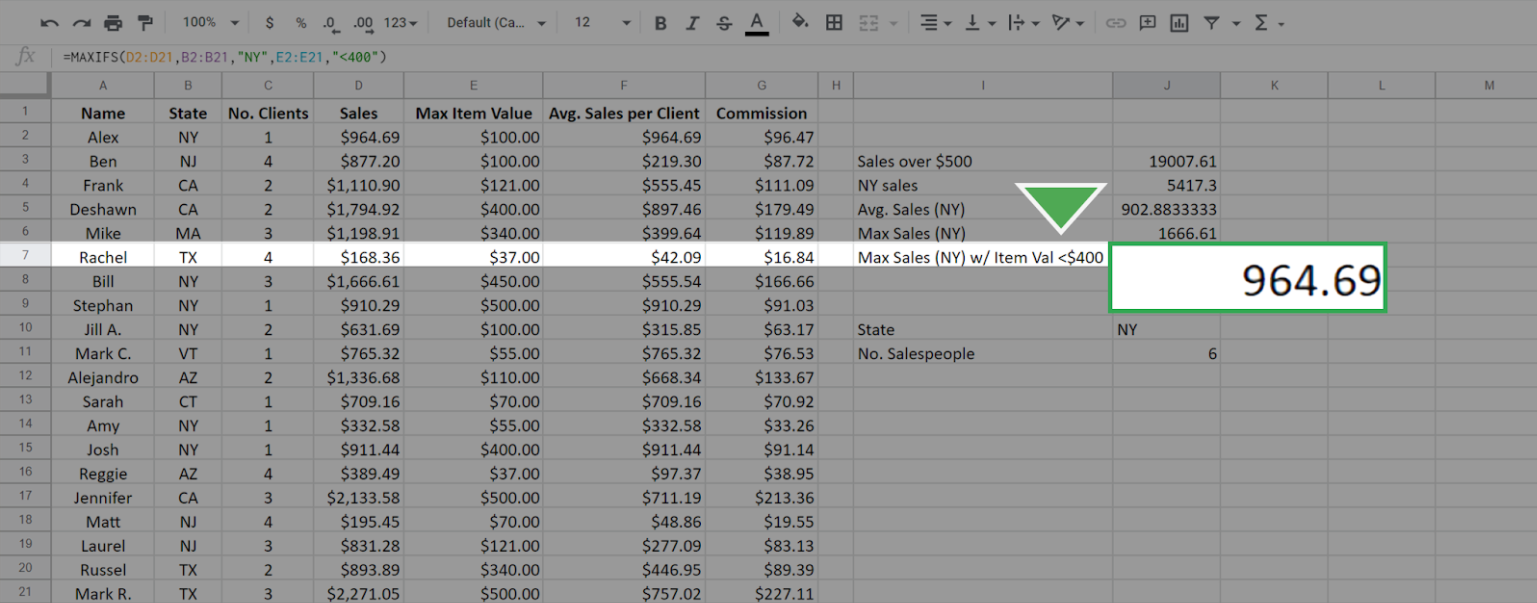 100% $ % .0 .00 123 Default (Ca... 12 B I S A Σ
fx =MAXIFS(D2:D21,B2:B21,"NY",E2:E21,"<400")
A B C D E F G H I J K L M
1 Name State No. Clients Sales Max Item Value Avg. Sales per Client Commission
2 Alex NY 1 $964.69 $100.00 $964.69 $96.47
3 Ben NJ 4 $877.20 $100.00 $219.30 $87.72 Sales over $500 19007.61
4 Frank CA 2 $1,110.90 $121.00 $555.45 $111.09 NY sales 5417.3
5 Deshawn CA 2 $1,794.92 $400.00 $897.46 $179.49 Avg. Sales (NY) 902.8833333
6 Mike MA 3 $1,198.91 $340.00 $399.64 $119.89 Max Sales (NY) 1666.61
7 Rachel TX 4 $168.36 $37.00 $42.09 $16.84 Max Sales (NY) w/ Item Val <$400 964.69
8 Bill NY 3 $1,666.61 $450.00 $555.54 $166.66
9 Stephan NY 1 $910.29 $500.00 $910.29 $91.03
10 Jill A. NY 2 $631.69 $100.00 $315.85 $63.17 State NY
11 Mark C. VT 1 $765.32 $55.00 $765.32 $76.53 No. Salespeople 6
12 Alejandro AZ 2 $1,336.68 $110.00 $668.34 $133.67
13 Sarah CT 1 $709.16 $70.00 $709.16 $70.92
14 Amy NY 1 $332.58 $55.00 $332.58 $33.26
15 Josh NY 1 $911.44 $400.00 $911.44 $91.14
16 Reggie AZ 4 $389.49 $37.00 $97.37 $38.95
17 Jennifer CA 3 $2,133.58 $500.00 $711.19 $213.36
18 Matt NJ 4 $195.45 $70.00 $48.86 $19.55
19 Laurel NJ 3 $831.28 $121.00 $277.09 $83.13
20 Russel TX 2 $893.89 $340.00 $446.95 $89.39
21 Mark R. TX 3 $2,271.05 $500.00 $757.02 $227.11